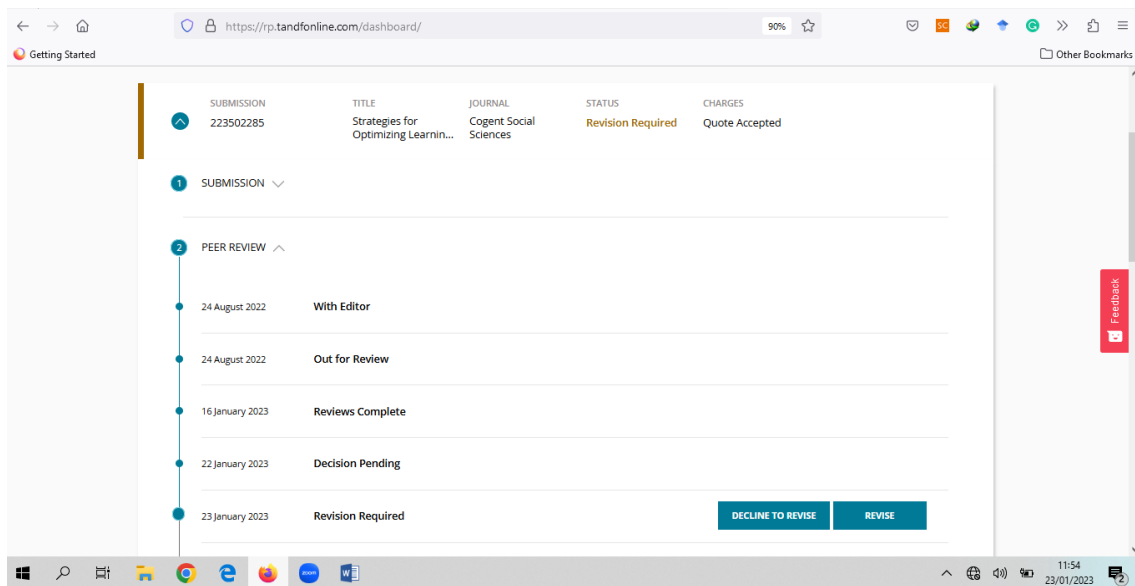 https://rp.tandfonline.com/dashboard/
90%
SC
G
Getting Started
Other Bookmarks
SUBMISSION TITLE JOURNAL STATUS CHARGES
223502285 Strategies for Cogent Social Revision Required Quote Accepted
Optimizing Learnin... Sciences
1 SUBMISSION
2 PEER REVIEW
24 August 2022 With Editor
Feedback
24 August 2022 Out for Review
16 January 2023 Reviews Complete
22 January 2023 Decision Pending
23 January 2023 Revision Required DECLINE TO REVISE REVISE
zoom W 11:54
23/01/2023 2